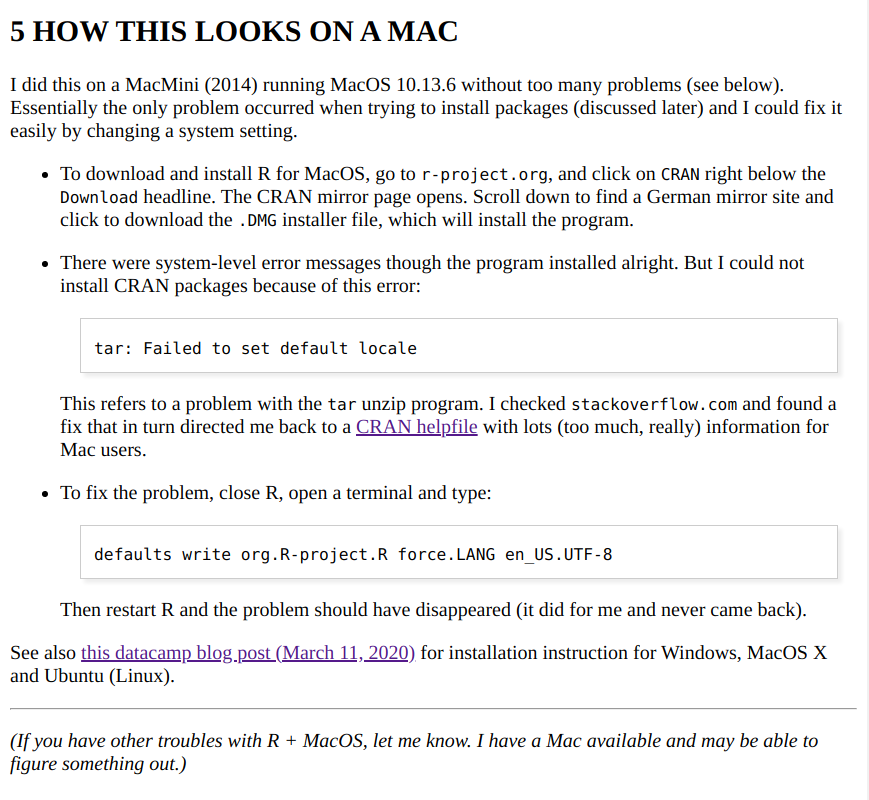 5 HOW THIS LOOKS ON A MAC
I did this on a MacMini (2014) running MacOS 10.13.6 without too many problems (see below).
Essentially the only problem occurred when trying to install packages (discussed later) and I could fix it
easily by changing a system setting.
• To download and install R for MacOS, go to r-project.org, and click on CRAN right below the
Download headline. The CRAN mirror page opens. Scroll down to find a German mirror site and
click to download the .DMG installer file, which will install the program.
• There were system-level error messages though the program installed alright. But I could not
install CRAN packages because of this error:
tar: Failed to set default locale
This refers to a problem with the tar unzip program. I checked stackoverflow.com and found a
fix that in turn directed me back to a CRAN helpfile with lots (too much, really) information for
Mac users.
• To fix the problem, close R, open a terminal and type:
defaults write org.R-project.R force.LANG en_US.UTF-8
Then restart R and the problem should have disappeared (it did for me and never came back).
See also this datacamp blog post (March 11, 2020) for installation instruction for Windows, MacOS X
and Ubuntu (Linux).
(If you have other troubles with R + MacOS, let me know. I have a Mac available and may be able to
figure something out.)